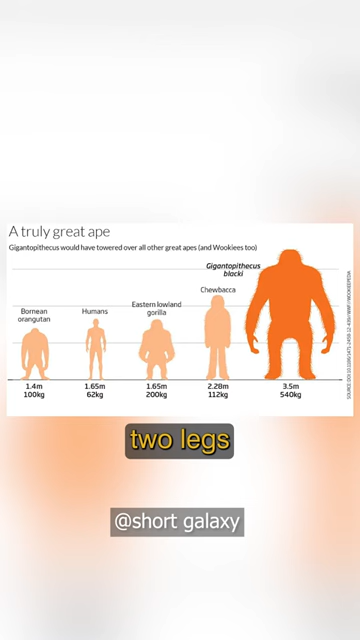 A truly great ape
Gigantopithecus would have towered over all other great apes (and Wookiees too)
Gigantopithecus
blacki
Chewbacca
Eastern lowland
gorilla
Bornean
orangutan
Humans
1.4m
100kg
1.65m
62kg
1.65m
200kg
2.28m
112kg
3.5m
540kg
two legs
@short galaxy